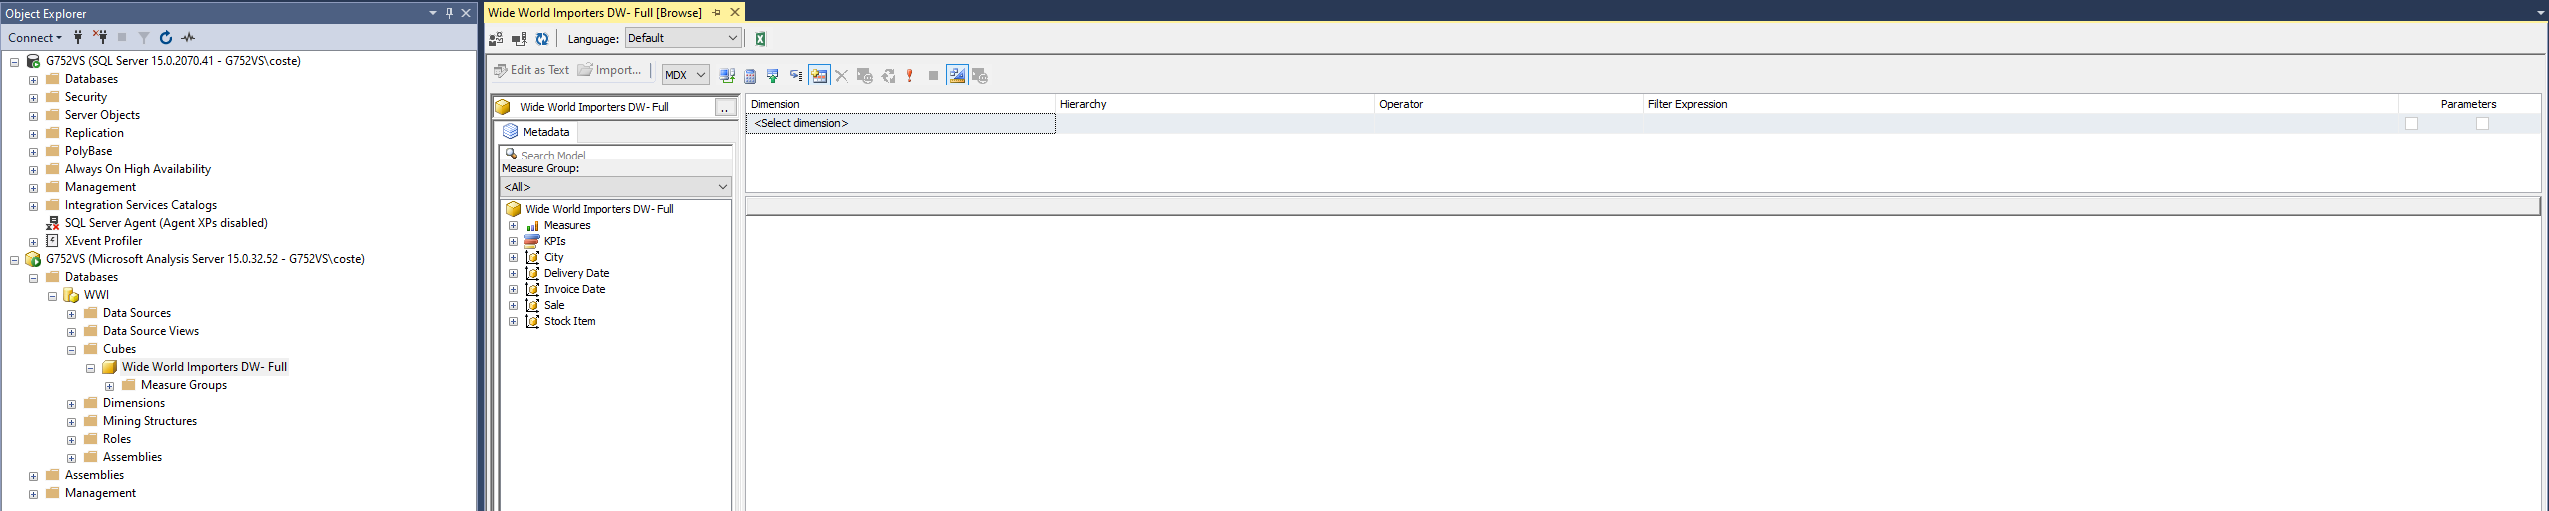 Object Explorer
Connect
G752VS (SQL Server 15.0.2070.41 - G752VS\coste)
Databases
Security
Server Objects
Replication
PolyBase
Always On High Availability
Management
Integration Services Catalogs
SQL Server Agent (Agent XPs disabled)
XEvent Profiler
G752VS (Microsoft Analysis Server 15.0.32.52 - G752VS\coste)
Databases
WWI
Data Sources
Data Source Views
Cubes
Wide World Importers DW- Full
Measure Groups
Dimensions
Mining Structures
Roles
Assemblies
Assemblies
Management
Wide World Importers DW- Full [Browse]
Language: Default
Edit as Text Import... MDX
Wide World Importers DW- Full ..
Metadata
Search Model
Measure Group:
<All>
Wide World Importers DW- Full
Measures
KPIs
City
Delivery Date
Invoice Date
Sale
Stock Item
Dimension Hierarchy Operator Filter Expression Parameters
<Select dimension>